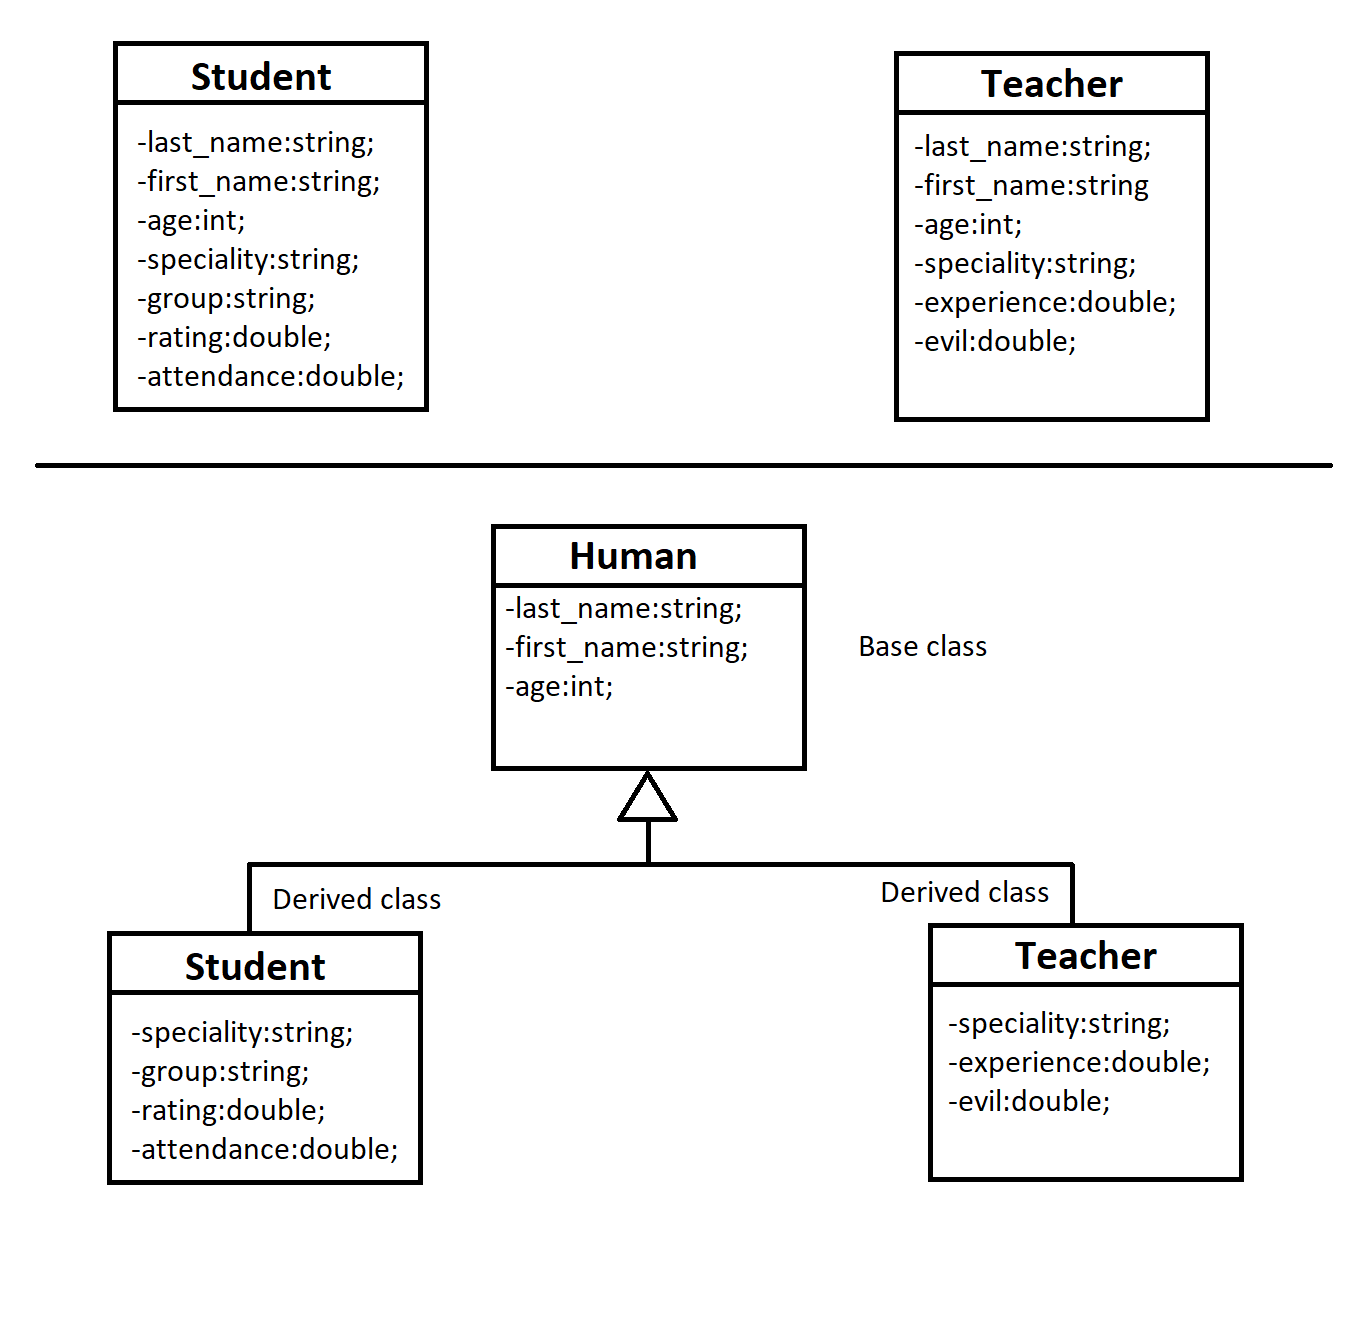 Student
-last_name:string;
-first_name:string;
-age:int;
-speciality:string;
-group:string;
-rating:double;
-attendance:double;
Teacher
-last_name:string;
-first_name:string
-age:int;
-speciality:string;
-experience:double;
-evil:double;
Human
-last_name:string;
-first_name:string;
-age:int;
Base class
Derived class
Derived class
Student
-speciality:string;
-group:string;
-rating:double;
-attendance:double;
Teacher
-speciality:string;
-experience:double;
-evil:double;